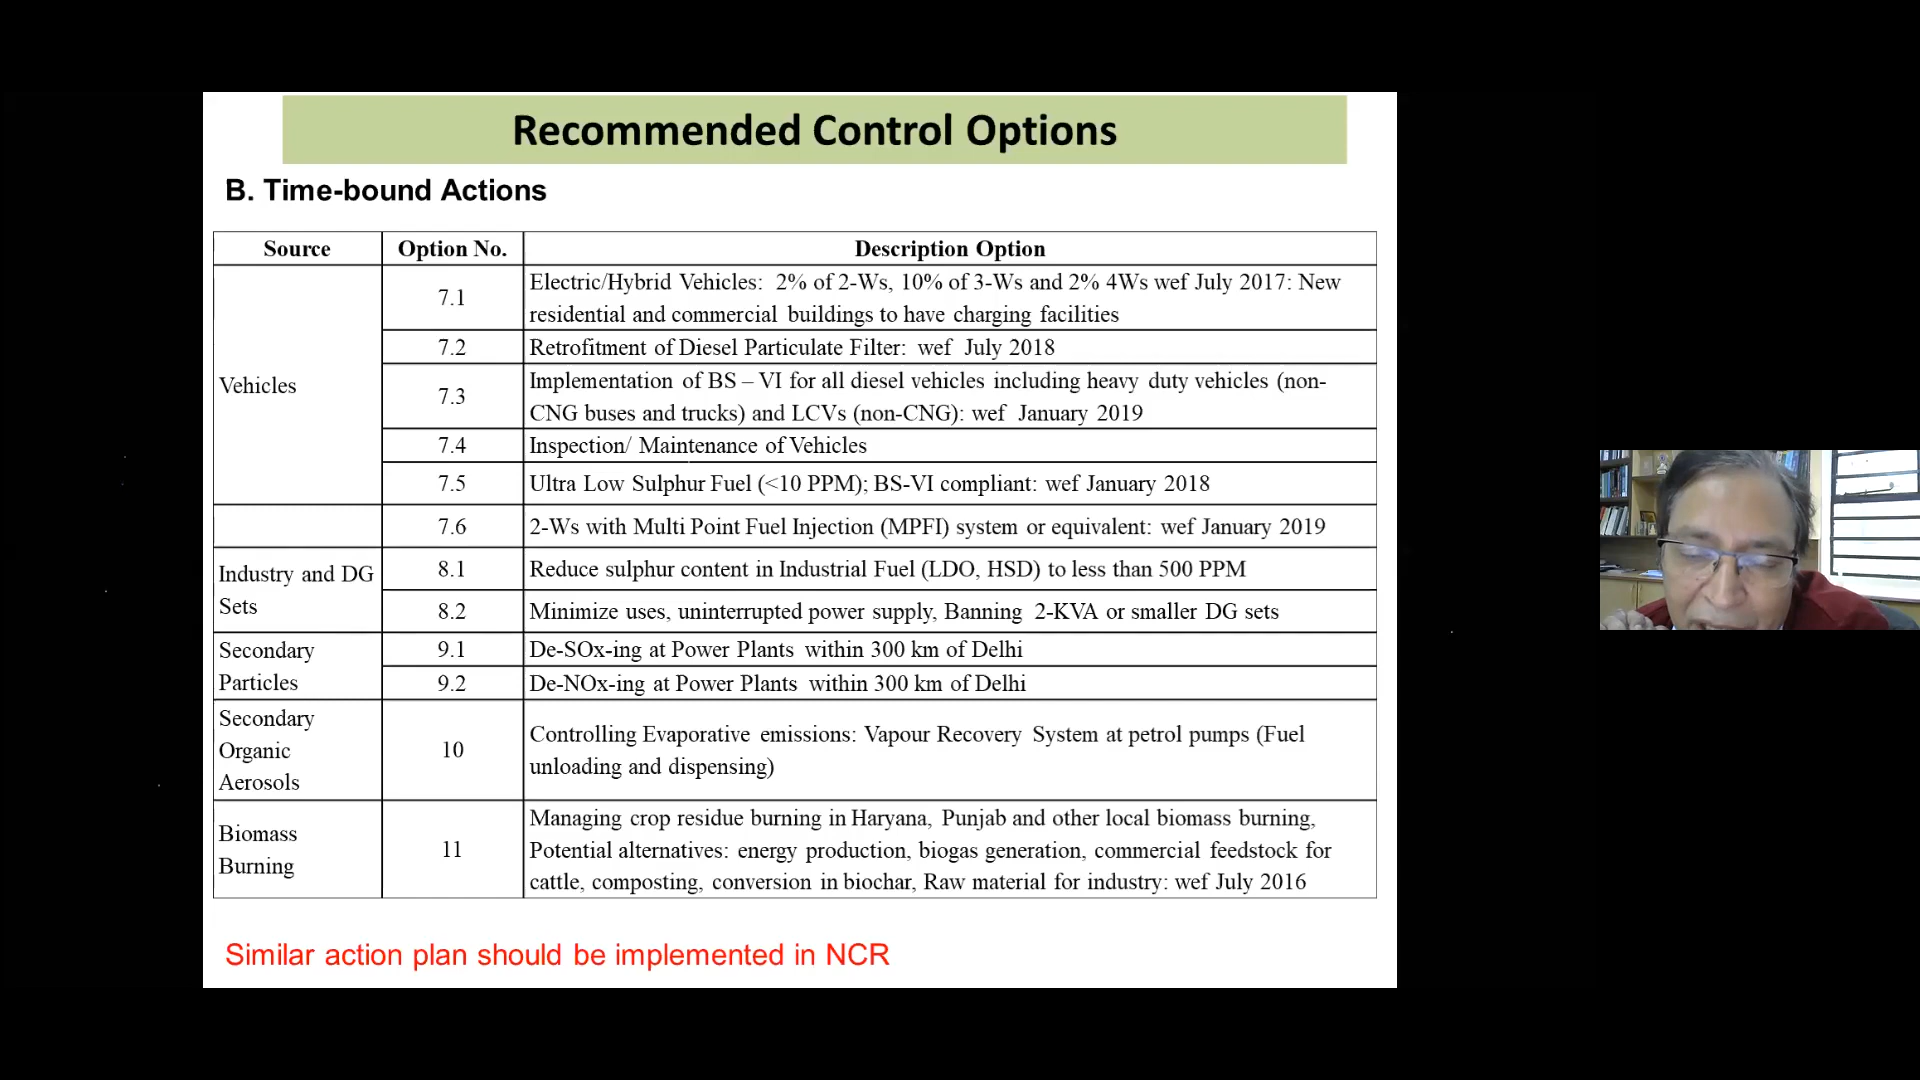 Recommended Control Options
B. Time-bound Actions
Source Option No. Description Option
Vehicles
7.1 Electric/Hybrid Vehicles: 2% of 2-Ws, 10% of 3-Ws and 2% 4Ws wef July 2017: New
residential and commercial buildings to have charging facilities
7.2 Retrofitment of Diesel Particulate Filter: wef July 2018
7.3 Implementation of BS – VI for all diesel vehicles including heavy duty vehicles (non-
CNG buses and trucks) and LCVs (non-CNG): wef January 2019
7.4 Inspection/ Maintenance of Vehicles
7.5 Ultra Low Sulphur Fuel (<10 PPM); BS-VI compliant: wef January 2018
7.6 2-Ws with Multi Point Fuel Injection (MPFI) system or equivalent: wef January 2019
Industry and DG
Sets
8.1 Reduce sulphur content in Industrial Fuel (LDO, HSD) to less than 500 PPM
8.2 Minimize uses, uninterrupted power supply, Banning 2-KVA or smaller DG sets
Secondary
Particles
9.1 De-SOx-ing at Power Plants within 300 km of Delhi
9.2 De-NOx-ing at Power Plants within 300 km of Delhi
Secondary
Organic
Aerosols
10 Controlling Evaporative emissions: Vapour Recovery System at petrol pumps (Fuel
unloading and dispensing)
Biomass
Burning
11 Managing crop residue burning in Haryana, Punjab and other local biomass burning,
Potential alternatives: energy production, biogas generation, commercial feedstock for
cattle, composting, conversion in biochar, Raw material for industry: wef July 2016
Similar action plan should be implemented in NCR